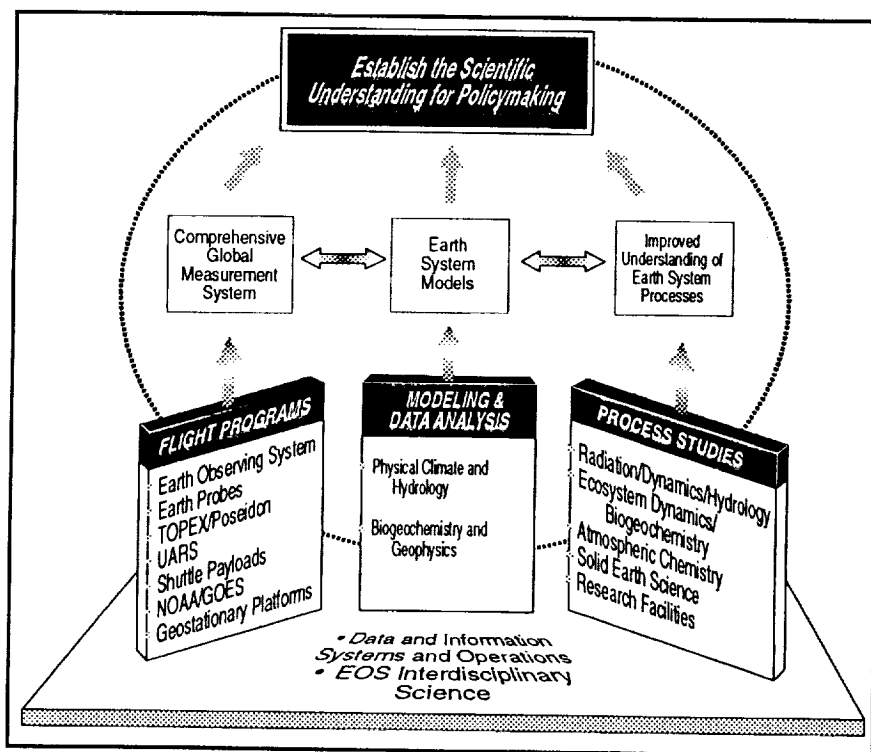 Establish the Scientific
Understanding for Policymaking
Comprehensive
Global
Measurement
System
Earth
System
Models
Improved
Understanding of
Earth System
Processes
FLIGHT PROGRAMS
Earth Observing System
Earth Probes
TOPEX/Poseidon
UARS
Shuttle Payloads
NOAA/GOES
Geostationary Platforms
MODELING &
DATA ANALYSIS
Physical Climate and
Hydrology
Biogeochemistry and
Geophysics
PROCESS STUDIES
Radiation/Dynamics/Hydrology
Ecosystem Dynamics/
Biogeochemistry
Atmospheric Chemistry
Solid Earth Science
Research Facilities
• Data and Information
Systems and Operations
• EOS Interdisciplinary
Science